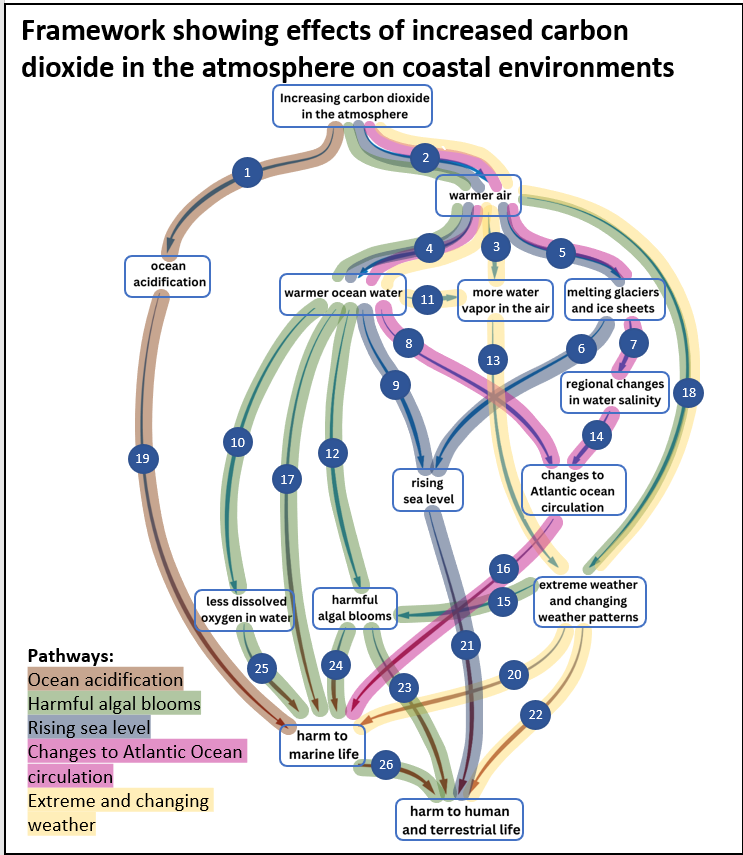 Framework showing effects of increased carbon
dioxide in the atmosphere on coastal environments
Increasing carbon dioxide
in the atmosphere
2
1
warmer air
4
3
5
ocean
acidification
warmer ocean water
11
more water
vapor in the air
melting glaciers
and ice sheets
8
13
6
7
18
9
regional changes
in water salinity
10
12
14
19
17
rising
sea level
changes to
Atlantic ocean
circulation
16
15
extreme weather
and changing
weather patterns
less dissolved
oxygen in water
harmful
algal blooms
21
25
24
23
20
22
harm to
marine life
26
harm to human
and terrestrial life
Pathways:
Ocean acidification
Harmful algal blooms
Rising sea level
Changes to Atlantic Ocean
circulation
Extreme and changing
weather